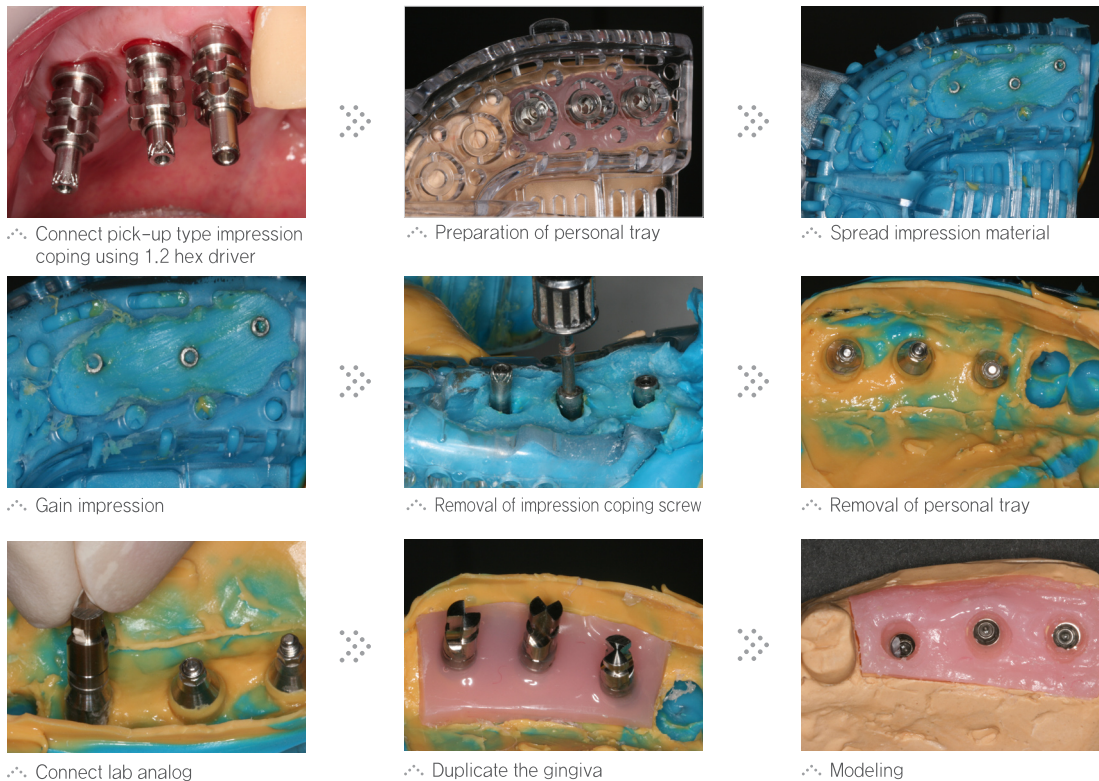 Connect pick-up type impression
coping using 1.2 hex driver
Preparation of personal tray
Spread impression material
Gain impression
Removal of impression coping screw
Removal of personal tray
Connect lab analog
Duplicate the gingiva
Modeling